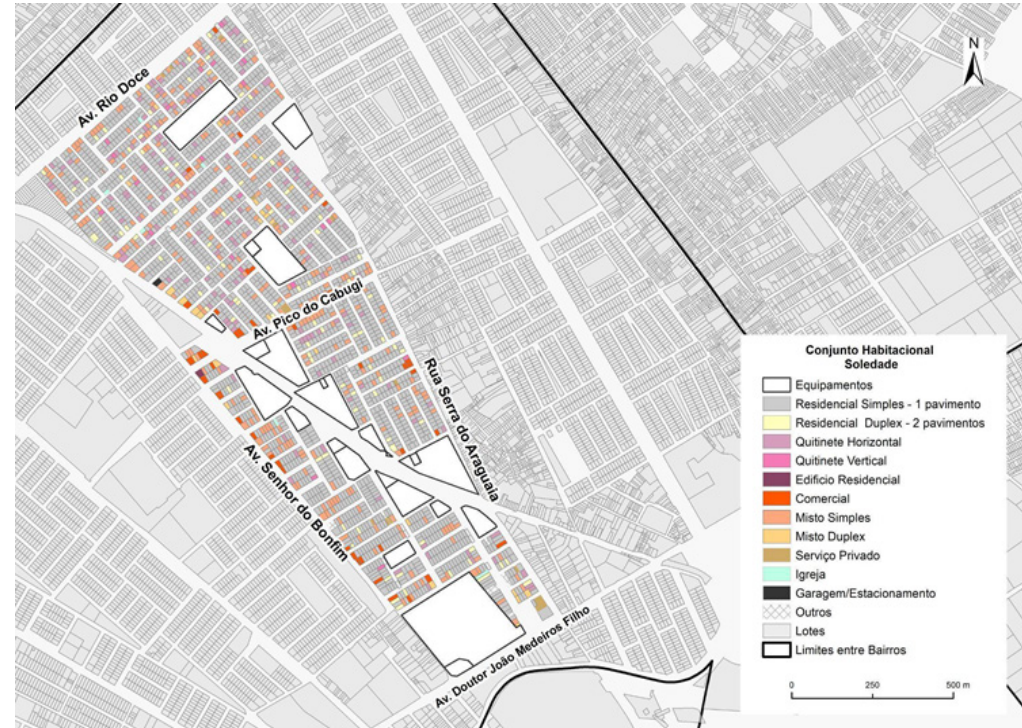 Av. Rio Doce
N
Av. Pico do Cabugi
Rua Serra do Araguaia
Av. Senhor do Bonfim
Av. Doutor João Medeiros Filho
Conjunto Habitacional
Soledade
Equipamentos
Residencial Simples - 1 pavimento
Residencial Duplex - 2 pavimentos
Quitinete Horizontal
Quitinete Vertical
Edificio Residencial
Comercial
Misto Simples
Misto Duplex
Serviço Privado
Igreja
Garagem/Estacionamento
Outros
Lotes
Limites entre Bairros
0 250 500 m